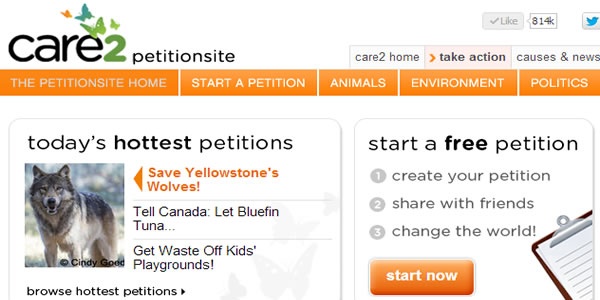 care2 petitionsite
Like 814k
care2 home take action causes & news
THE PETITIONSITE HOME START A PETITION ANIMALS ENVIRONMENT POLITICS
today's hottest petitions
Save Yellowstone's
Wolves!
Tell Canada: Let Bluefin
Tuna...
Get Waste Off Kids'
Playgrounds!
© Cindy Good
browse hottest petitions
start a free petition
1 create your petition
2 share with friends
3 change the world!
start now